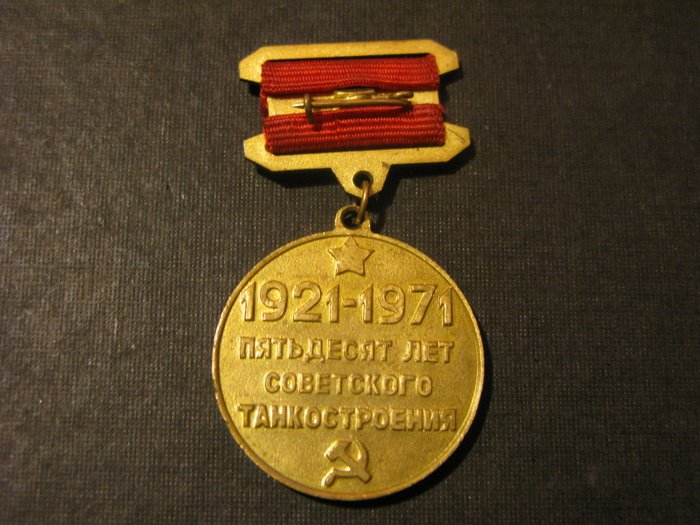 1921-1971
ПЯТЬДЕСЯТ ЛЕТ
СОВЕТСКОГО
ТАНКОСТРОЕНИЯ